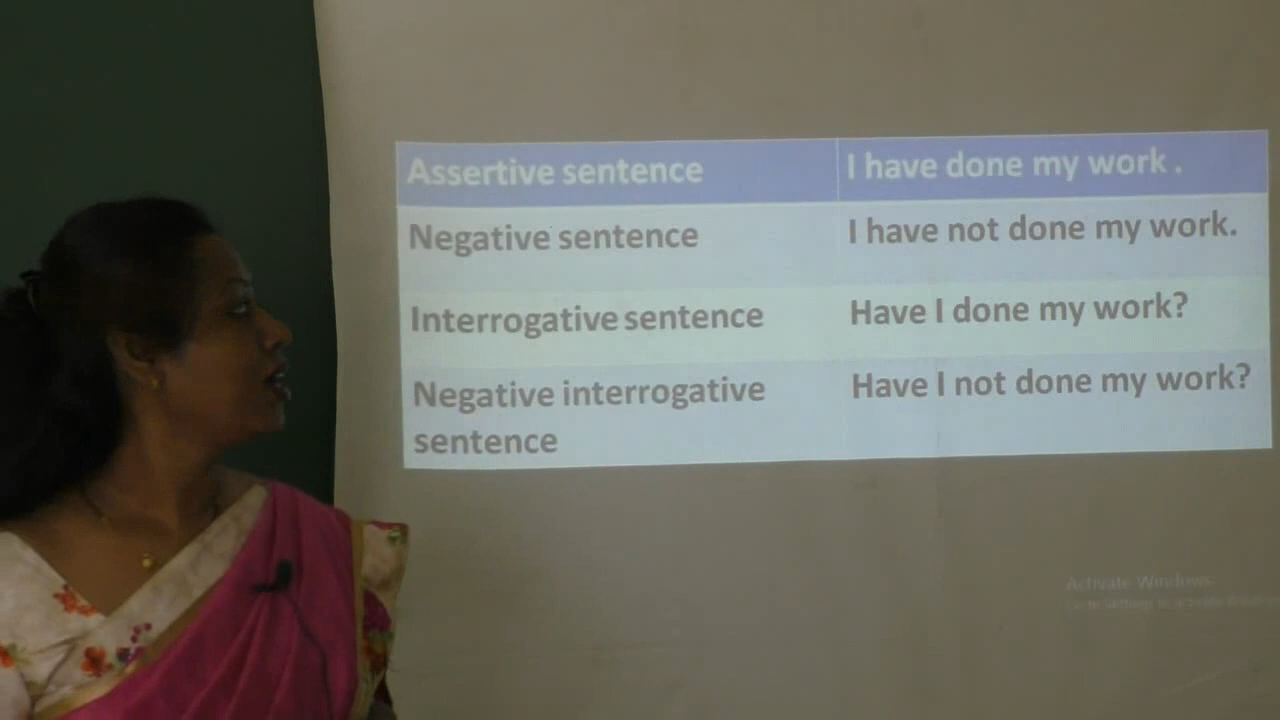 Assertive sentence I have done my work .
Negative sentence I have not done my work.
Interrogative sentence Have I done my work?
Negative interrogative Have I not done my work?
sentence
Activate Windows